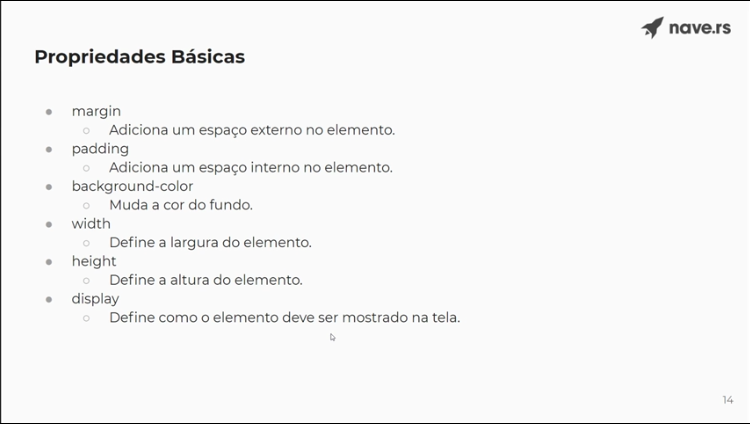 nave.rs
Propriedades Básicas
margin
Adiciona um espaço externo no elemento.
padding
Adiciona um espaço interno no elemento.
background-color
Muda a cor do fundo.
width
Define a largura do elemento.
height
Define a altura do elemento.
display
Define como o elemento deve ser mostrado na tela.
14